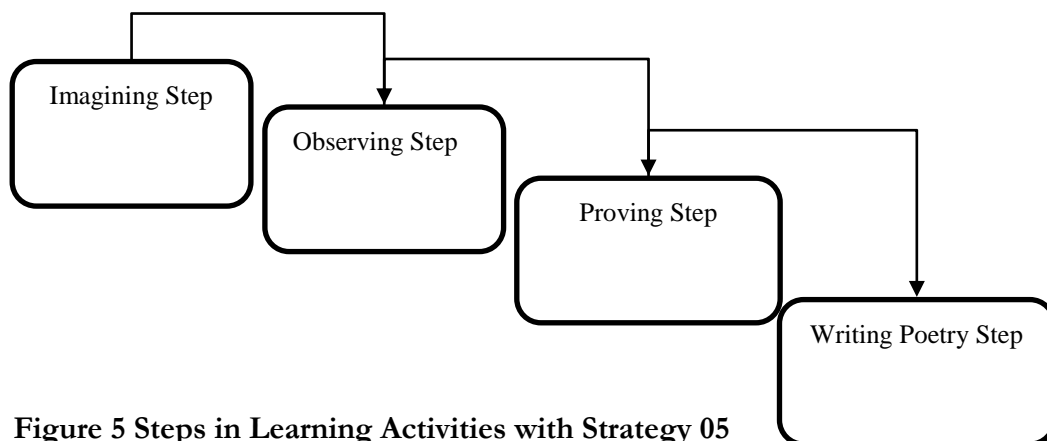 Imagining Step
Observing Step
Proving Step
Writing Poetry Step
Figure 5 Steps in Learning Activities with Strategy 05